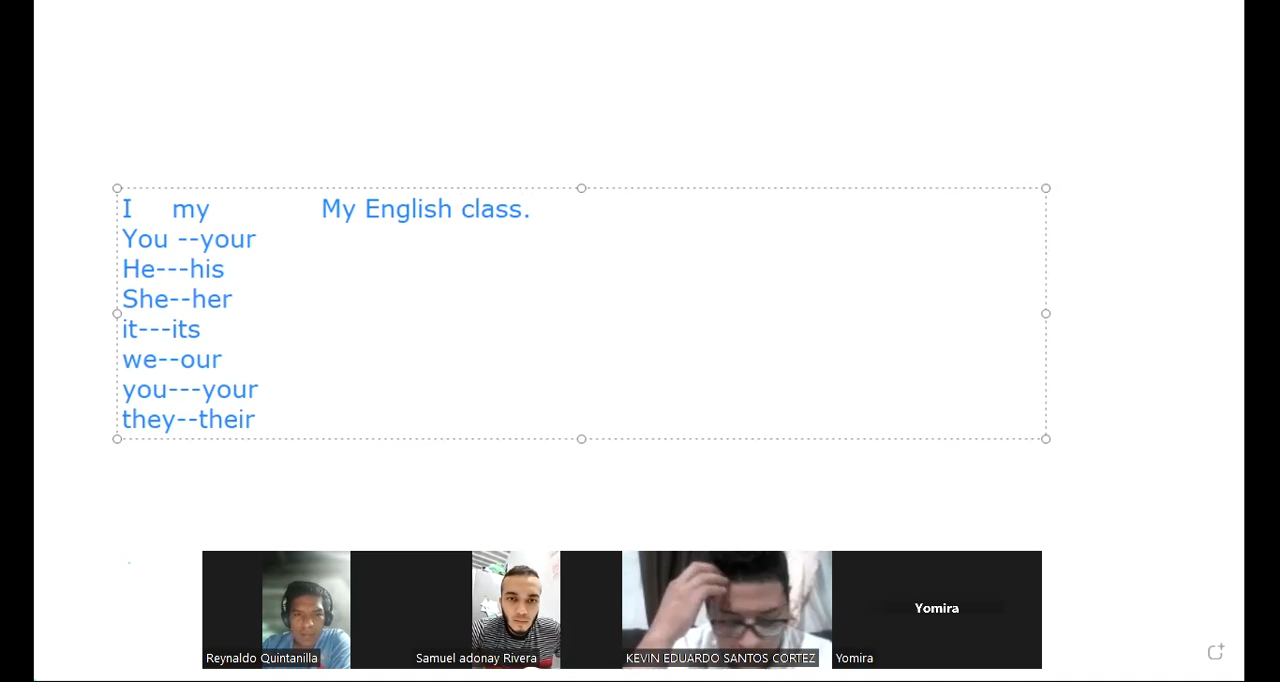 I my My English class.
You --your
He---his
She--her
it---its
we--our
you---your
they--their
Yomira
Reynaldo Quintanilla
Samuel adonay Rivera
KEVIN EDUARDO SANTOS CORTEZ
Yomira